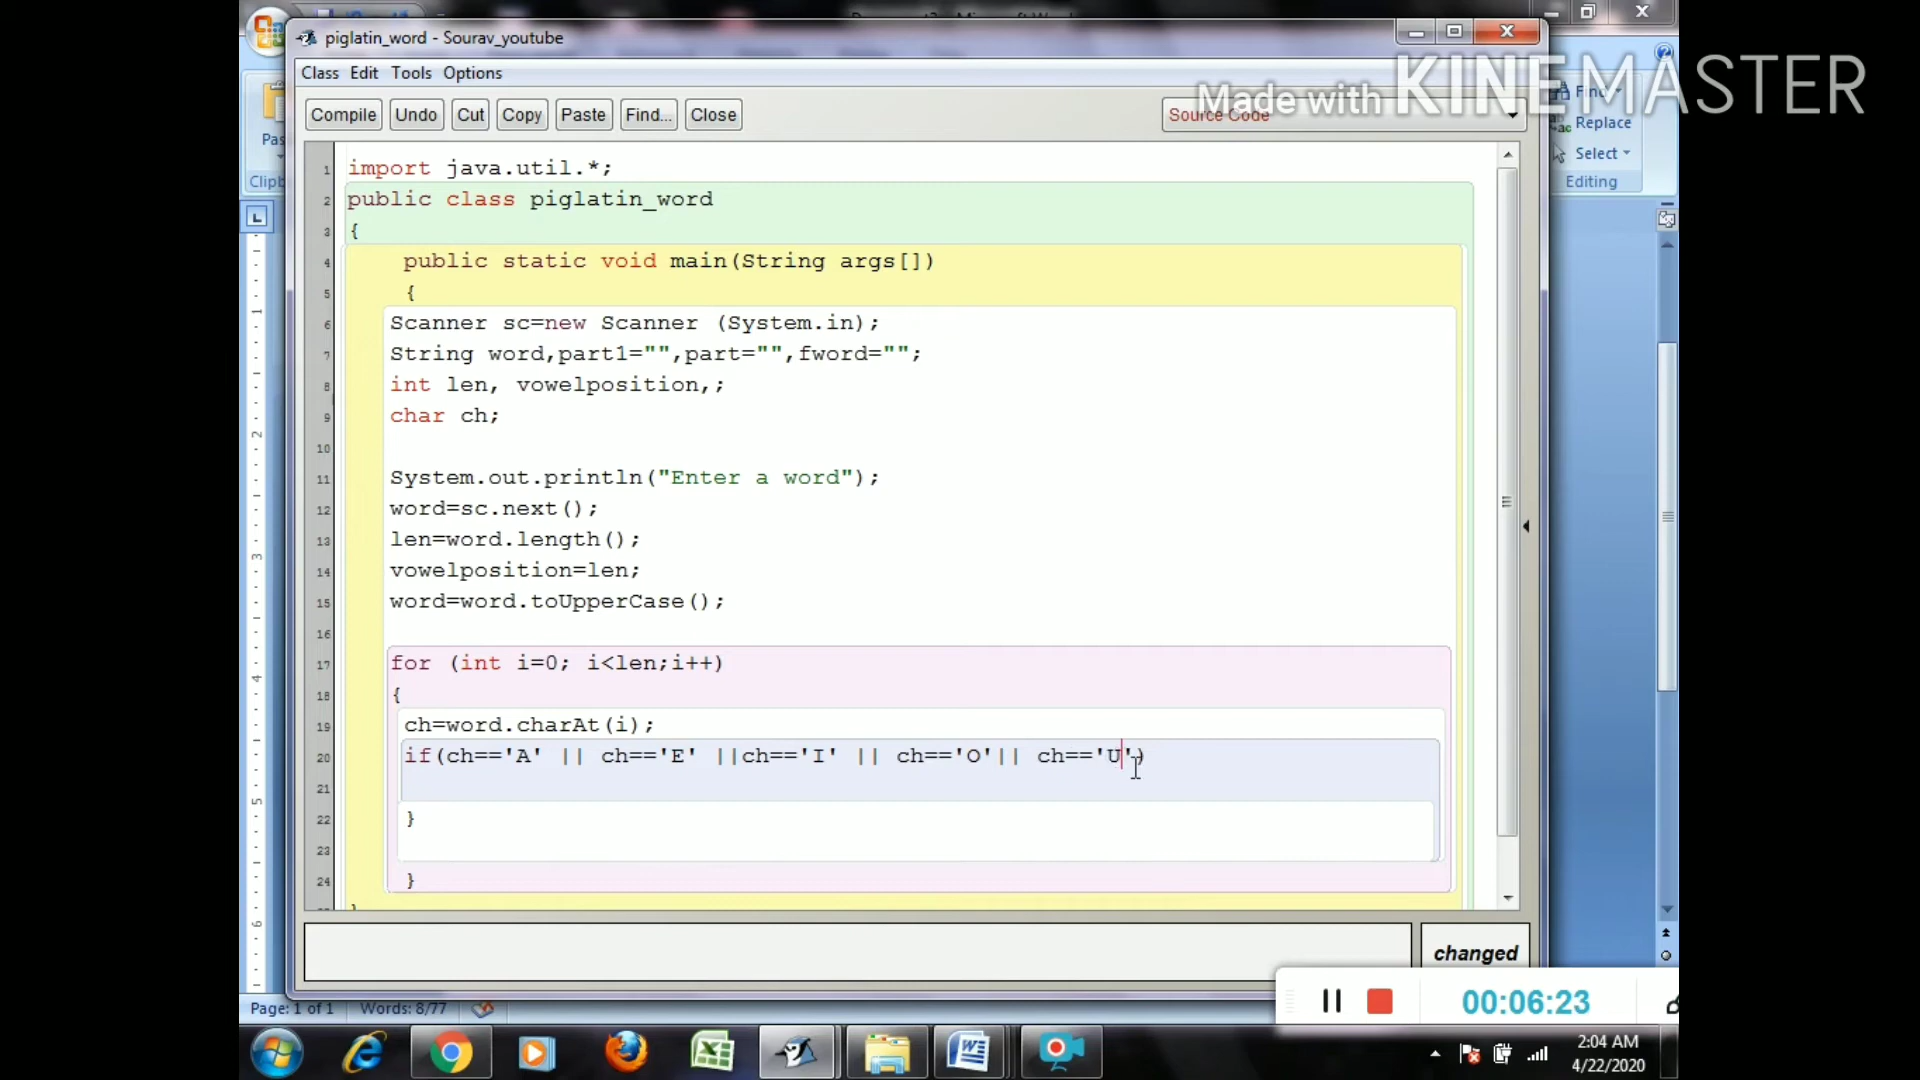 piglatin_word - Sourav_youtube
Class Edit Tools Options
Made with KINEMASTER
Compile Undo Cut Copy Paste Find... Close
Source Code
Find
Replace
Select
Editing
Pas
Clipb
1 import java.util.*;
2 public class piglatin_word
3 {
4 public static void main(String args[])
5 {
6 Scanner sc=new Scanner (System.in);
7 String word,part1="",part="",fword="";
8 int len, vowelposition,;
9 char ch;
10
11 System.out.println("Enter a word");
12 word=sc.next();
13 len=word.length();
14 vowelposition=len;
15 word=word.toUpperCase();
16
17 for (int i=0; i<len;i++)
18 {
19 ch=word.charAt(i);
20 if(ch=='A' || ch=='E' ||ch=='I' || ch=='O'|| ch=='U')
21
22 }
23
24 }
changed
00:06:23
Page: 1 of 1 Words: 8/77
2:04 AM
4/22/2020